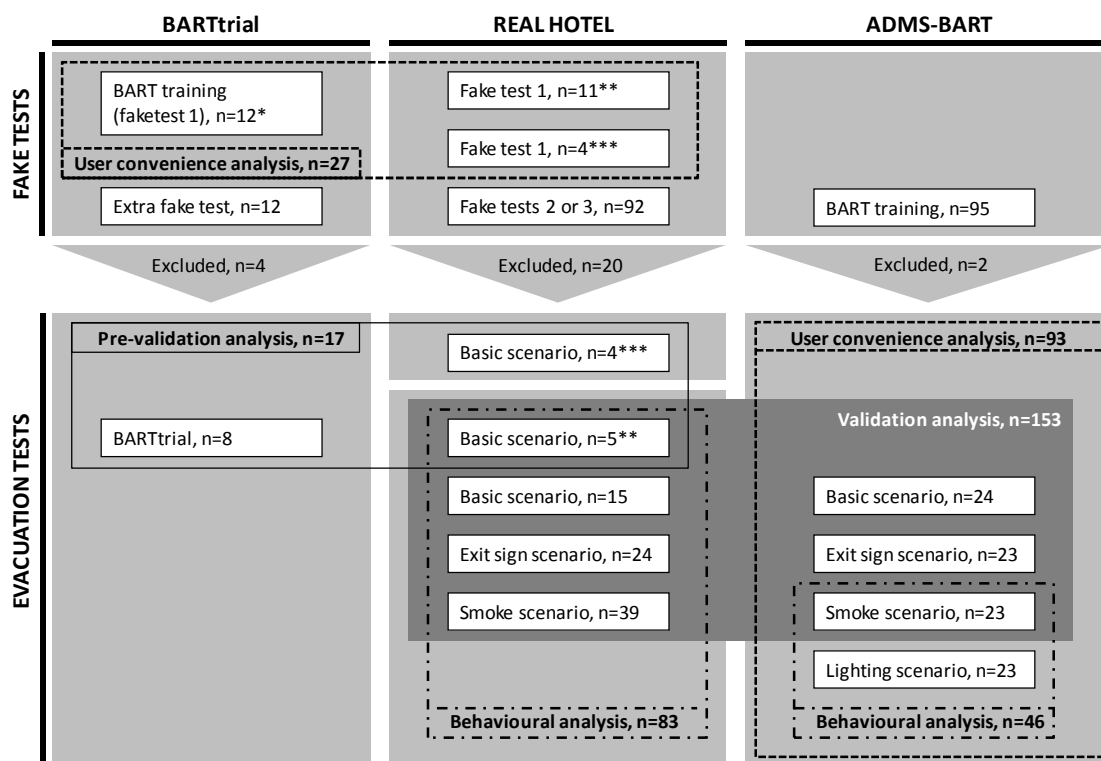 BARTtrial
REAL HOTEL
ADMS-BART
FAKE TESTS
BART training
(faketest 1), n=12*
Fake test 1, n=11**
Fake test 1, n=4***
User convenience analysis, n=27
Extra fake test, n=12
Fake tests 2 or 3, n=92
BART training, n=95
Excluded, n=4
Excluded, n=20
Excluded, n=2
EVACUATION TESTS
Pre-validation analysis, n=17
Basic scenario, n=4***
User convenience analysis, n=93
Validation analysis, n=153
BARTtrial, n=8
Basic scenario, n=5**
Basic scenario, n=15
Basic scenario, n=24
Exit sign scenario, n=24
Exit sign scenario, n=23
Smoke scenario, n=39
Smoke scenario, n=23
Lighting scenario, n=23
Behavioural analysis, n=83
Behavioural analysis, n=46